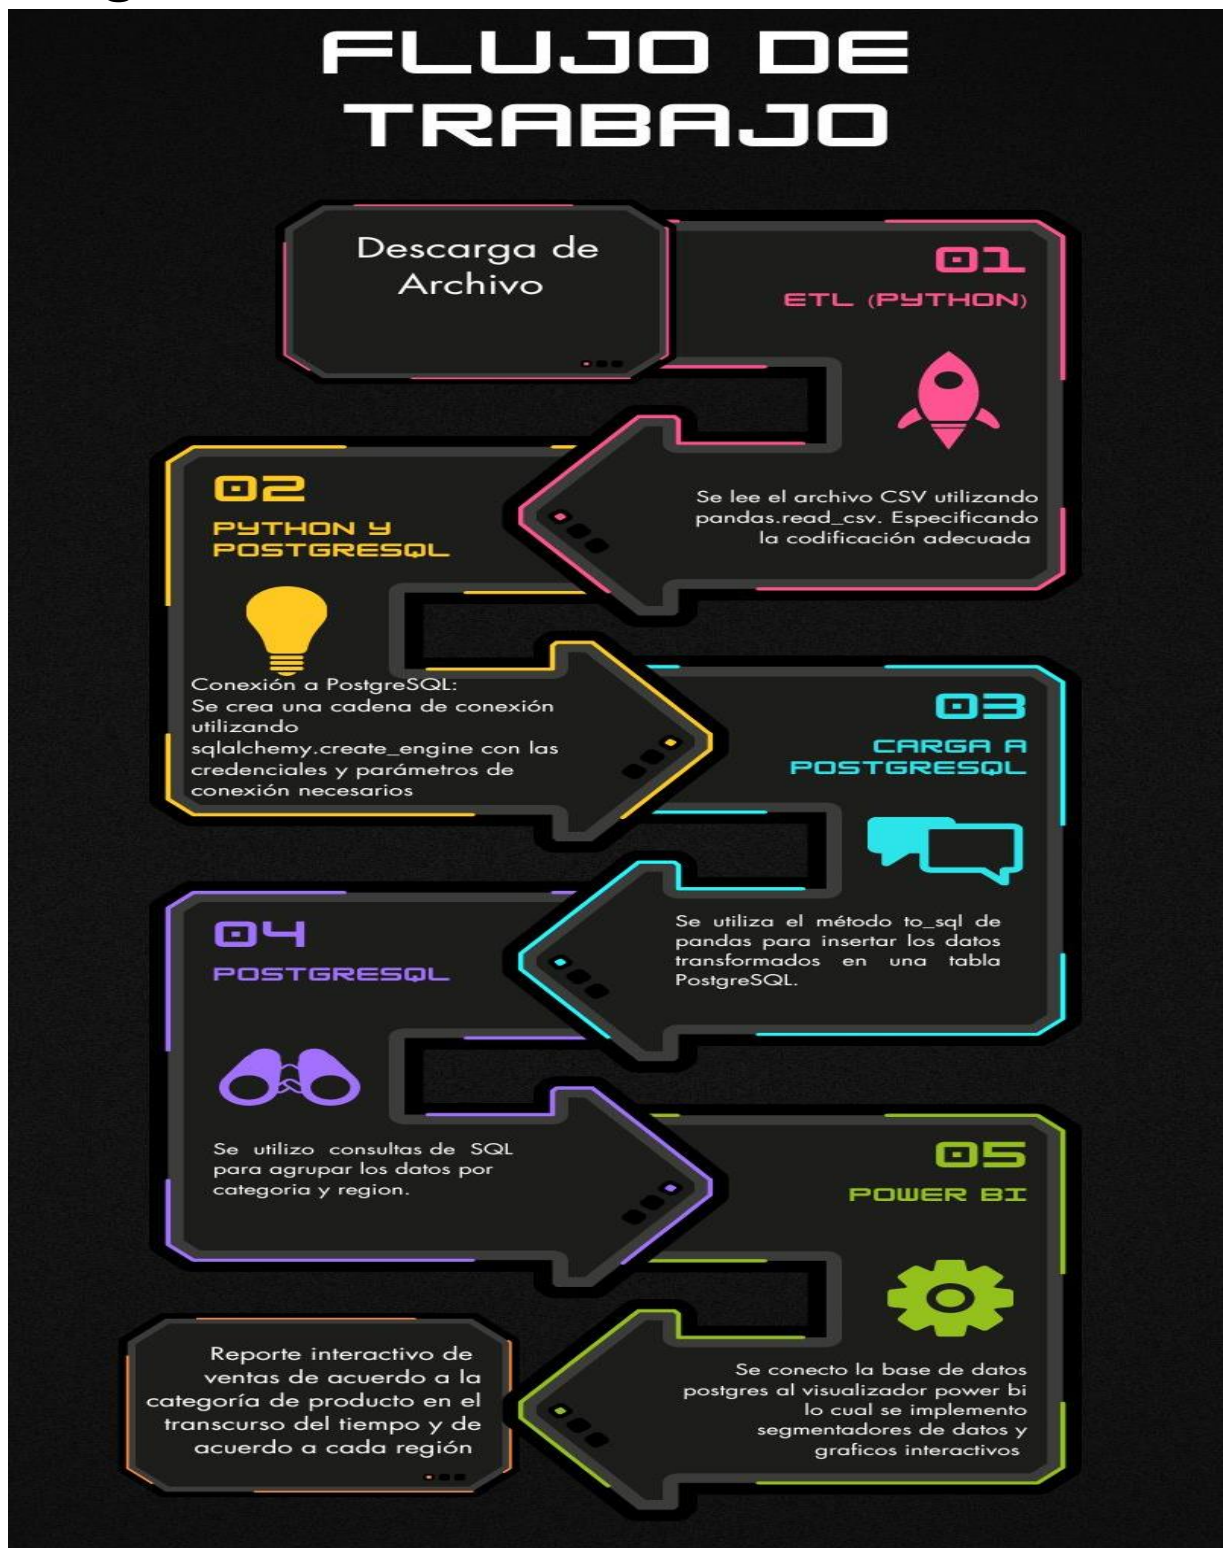 FLUJO DE
TRABAJO
Descarga de
Archivo
01
ETL (PYTHON)
Se lee el archivo CSV utilizando
pandas.read_csv. Especificando
la codificación adecuada
02
PYTHON Y
POSTGRESQL
Conexión a PostgreSQL:
Se crea una cadena de conexión
utilizando
sqlalchemy.create_engine con las
credenciales y parámetros de
conexión necesarios
03
CARGA A
POSTGRESQL
Se utiliza el método to_sql de
pandas para insertar los datos
transformados en una tabla
PostgreSQL.
04
POSTGRESQL
Se utilizo consultas de SQL
para agrupar los datos por
categoria y region.
05
POWER BI
Se conecto la base de datos
postgres al visualizador power bi
lo cual se implemento
segmentadores de datos y
graficos interactivos
Reporte interactivo de
ventas de acuerdo a la
categoría de producto en el
transcurso del tiempo y de
acuerdo a cada región